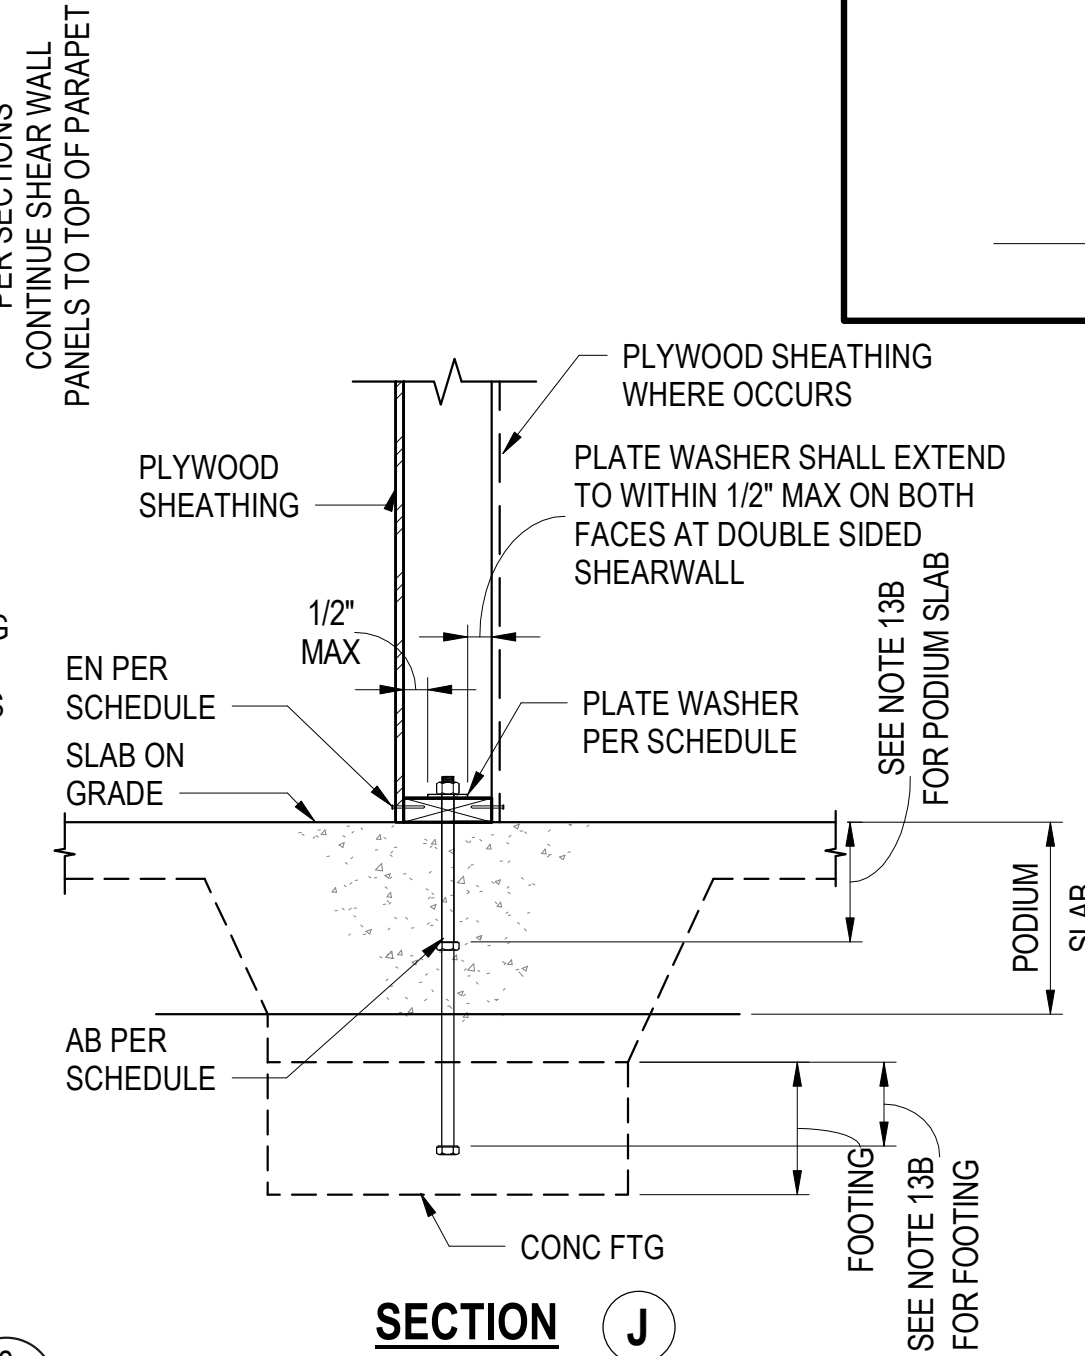 PER SECTIONS
CONTINUE SHEAR WALL
PANELS TO TOP OF PARAPET
PLYWOOD SHEATHING
WHERE OCCURS
PLYWOOD
SHEATHING
PLATE WASHER SHALL EXTEND
TO WITHIN 1/2" MAX ON BOTH
FACES AT DOUBLE SIDED
SHEARWALL
1/2"
MAX
EN PER
SCHEDULE
PLATE WASHER
PER SCHEDULE
SLAB ON
GRADE
SEE NOTE 13B
FOR PODIUM SLAB
PODIUM
SLAB
AB PER
SCHEDULE
FOOTING
SEE NOTE 13B
FOR FOOTING
CONC FTG
SECTION J